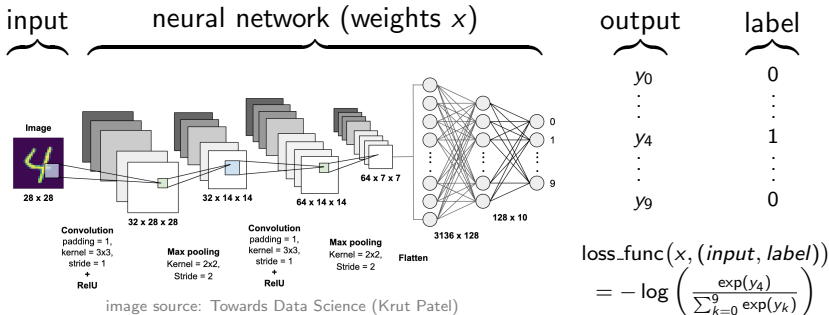 input
neural network (weights x)
output
label
Image
28 x 28
32 x 28 x 28
32 x 14 x 14
64 x 14 x 14
64 x 7 x 7
3136 x 128
128 x 10
0
1
9
Convolution
padding = 1,
kernel = 3x3,
stride = 1
+
RelU
Max pooling
Kernel = 2x2,
Stride = 2
Convolution
padding = 1,
kernel = 3x3,
stride = 1
+
RelU
Max pooling
Kernel = 2x2,
Stride = 2
Flatten
image source: Towards Data Science (Krut Patel)
y₀ 0
⋮ ⋮
y₄ 1
⋮ ⋮
y₉ 0
loss_func(x, (input, label))
= − log ( exp(y₄) / ∑⁹ₖ₌₀ exp(yₖ) )